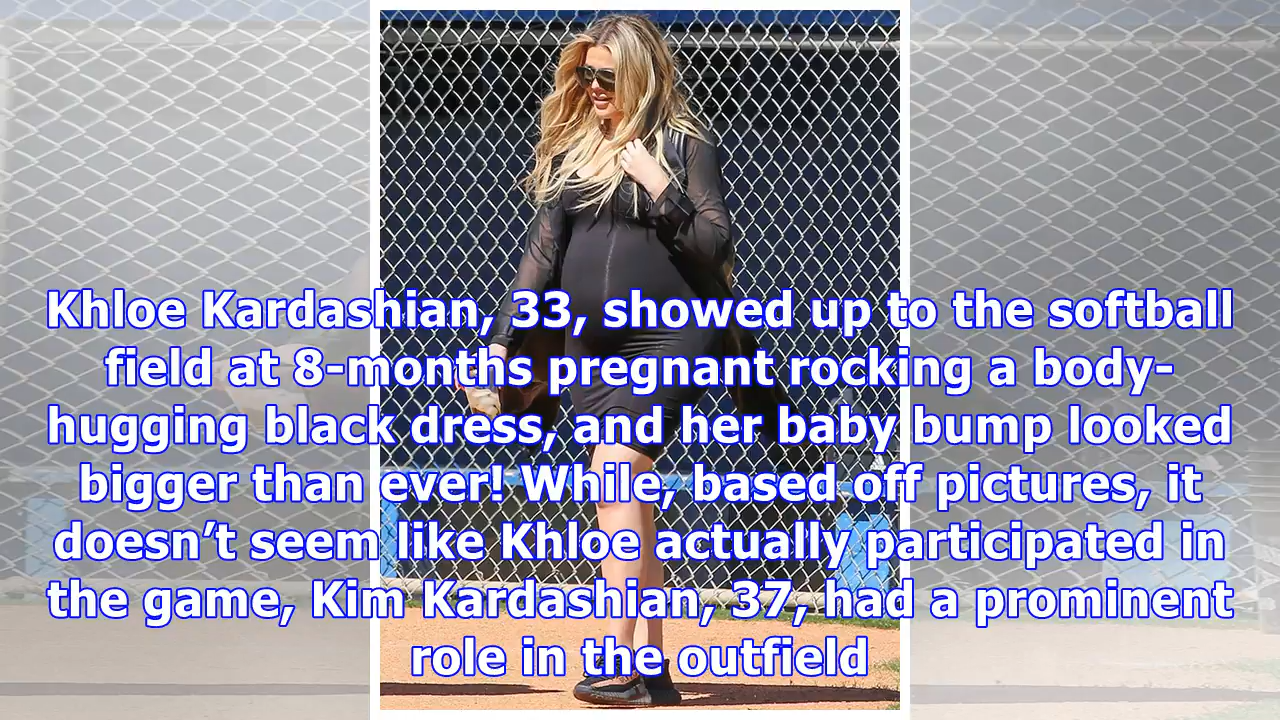 Khloe Kardashian, 33, showed up to the softball
field at 8-months pregnant rocking a body-
hugging black dress, and her baby bump looked
bigger than ever! While, based off pictures, it
doesn’t seem like Khloe actually participated in
the game, Kim Kardashian, 37, had a prominent
role in the outfield